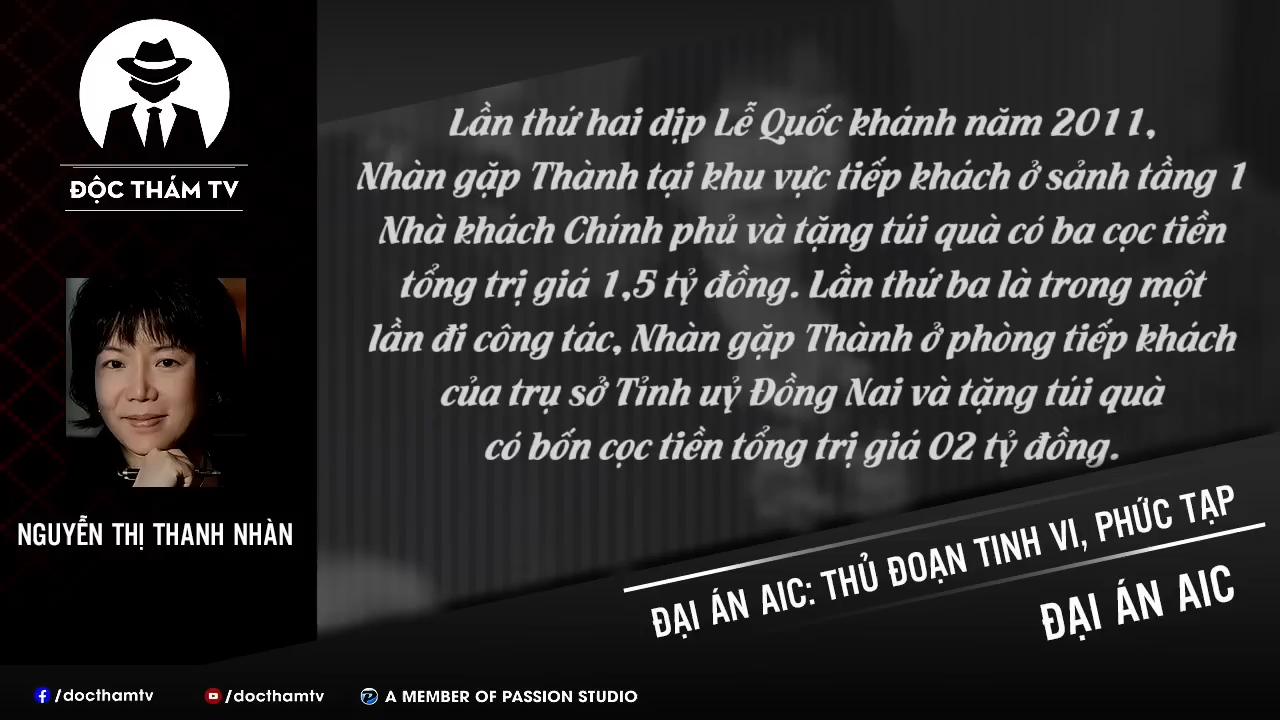 ĐỘC THÁM TV
NGUYỄN THỊ THANH NHÀN
Lần thứ hai dịp Lễ Quốc khánh năm 2011,
Nhàn gặp Thành tại khu vực tiếp khách ở sảnh tầng 1
Nhà khách Chính phủ và tặng túi quà có ba cọc tiền
tổng trị giá 1,5 tỷ đồng. Lần thứ ba là trong một
lần đi công tác, Nhàn gặp Thành ở phòng tiếp khách
của trụ sở Tỉnh uỷ Đồng Nai và tặng túi quà
có bốn cọc tiền tổng trị giá 02 tỷ đồng.
ĐẠI ÁN AIC: THỦ ĐOẠN TINH VI, PHỨC TẠP
ĐẠI ÁN AIC
/docthamtv
/docthamtv
A MEMBER OF PASSION STUDIO